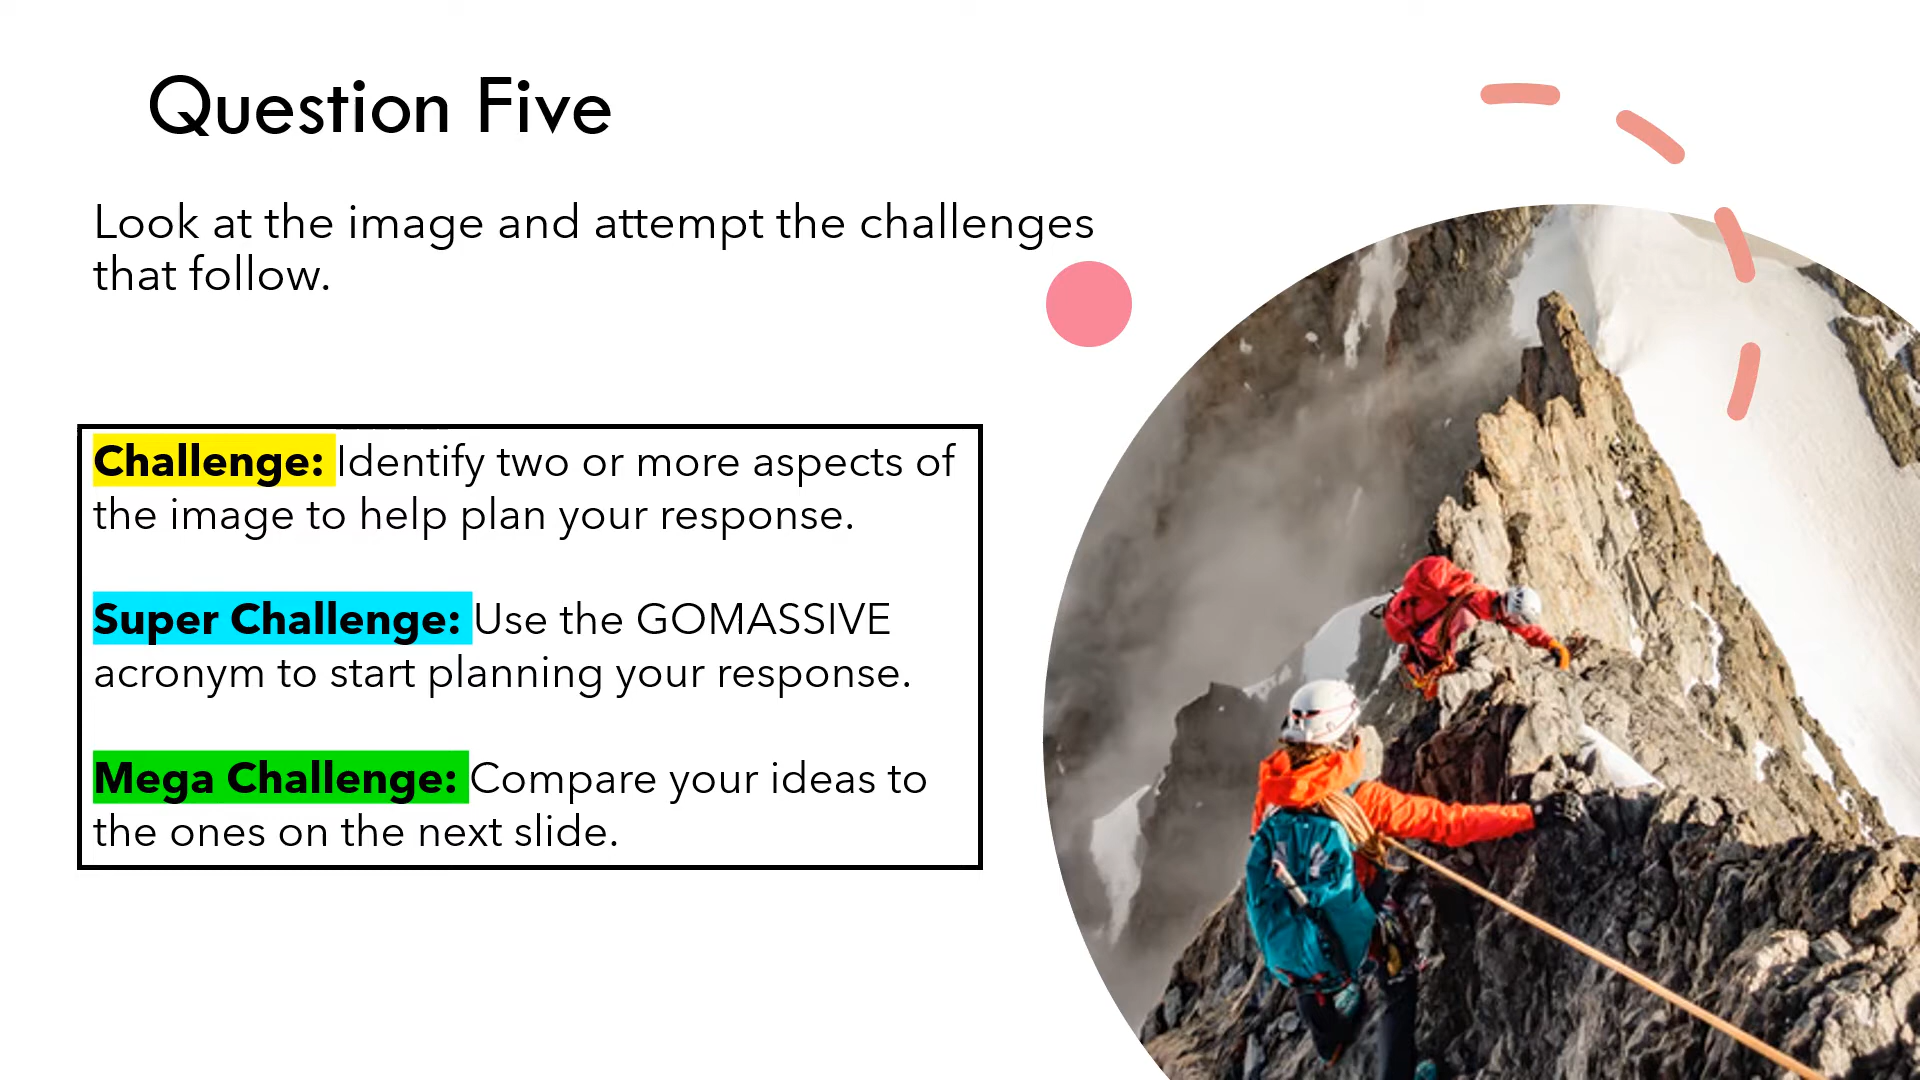 Question Five
Look at the image and attempt the challenges
that follow.
Challenge: Identify two or more aspects of
the image to help plan your response.
Super Challenge: Use the GOMASSIVE
acronym to start planning your response.
Mega Challenge: Compare your ideas to
the ones on the next slide.